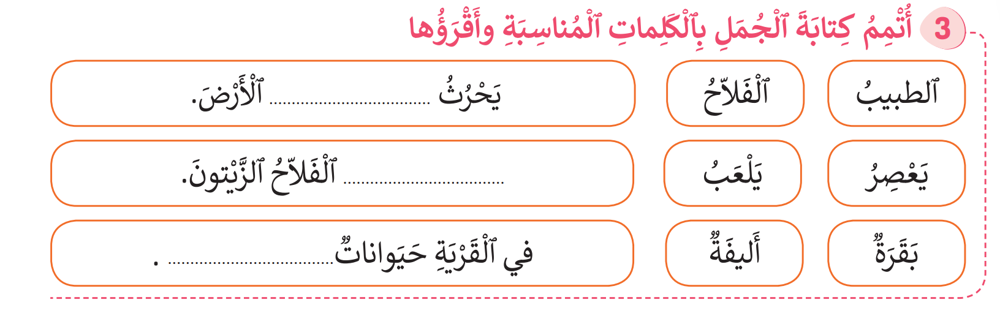 3 أُتْمِمُ كِتابَةَ ٱلْجُمَلِ بِٱلْكَلِماتِ ٱلْمُناسِبَةِ وأَقْرَؤُها
ٱلطبيبُ ٱلْفَلاّحُ يَحْرُثُ ................................. ٱلْأَرْضَ.
يَعْصِرُ يَلْعَبُ ................................. ٱلْفَلاّحُ ٱلزَّيْتونَ.
بَقَرَةٌ أَليفَةٌ في ٱلْقَرْيَةِ حَيَواناتٌ.................................. .